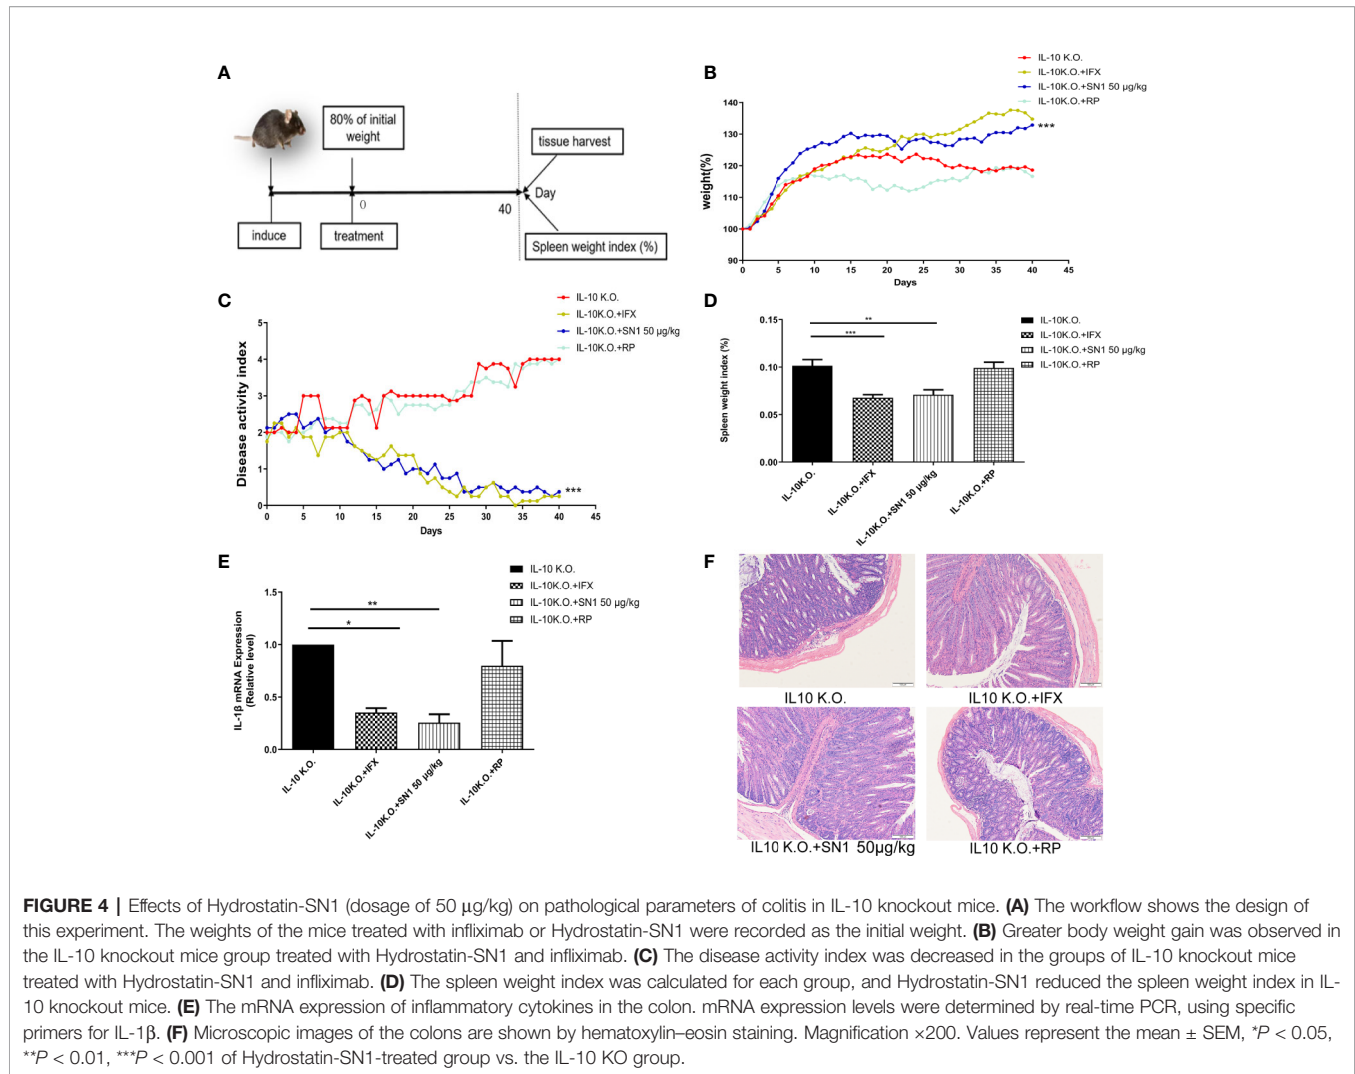 A
80% of initial
weight
tissue harvest
Day
0
40
induce
treatment
Spleen weight index (%)
B
IL-10 K.O.
IL-10K.O.+IFX
IL-10K.O.+SN1 50 µg/kg
IL-10K.O.+RP
weight(%)
140
130
120
110
100
90
***
0 5 10 15 20 25 30 35 40 45
Days
C
IL-10 K.O.
IL-10K.O.+IFX
IL-10K.O.+SN1 50 µg/kg
IL-10K.O.+RP
Disease activity index
5
4
3
2
1
0
***
0 5 10 15 20 25 30 35 40 45
Days
D
IL-10K.O.
IL-10K.O.+IFX
IL-10K.O.+SN1 50 µg/kg
IL-10K.O.+RP
Spleen weight index (%)
0.15
0.10
0.05
0.00
**
***
IL-10K.O.
IL-10K.O.+IFX
IL-10K.O.+SN1 50 µg/kg
IL-10K.O.+RP
E
IL-10 K.O.
IL-10K.O.+IFX
IL-10K.O.+SN1 50 µg/kg
IL-10K.O.+RP
IL-1β mRNA Expression
(Relative level)
1.5
1.0
0.5
0.0
**
*
IL-10 K.O.
IL-10K.O.+IFX
IL-10K.O.+SN1 50 µg/kg
IL-10K.O.+RP
F
IL10 K.O.
IL10 K.O.+IFX
IL10 K.O.+SN1 50µg/kg
IL10 K.O.+RP
FIGURE 4 | Effects of Hydrostatin-SN1 (dosage of 50 µg/kg) on pathological parameters of colitis in IL-10 knockout mice. (A) The workflow shows the design of
this experiment. The weights of the mice treated with infliximab or Hydrostatin-SN1 were recorded as the initial weight. (B) Greater body weight gain was observed in
the IL-10 knockout mice group treated with Hydrostatin-SN1 and infliximab. (C) The disease activity index was decreased in the groups of IL-10 knockout mice
treated with Hydrostatin-SN1 and infliximab. (D) The spleen weight index was calculated for each group, and Hydrostatin-SN1 reduced the spleen weight index in IL-
10 knockout mice. (E) The mRNA expression of inflammatory cytokines in the colon. mRNA expression levels were determined by real-time PCR, using specific
primers for IL-1β. (F) Microscopic images of the colons are shown by hematoxylin–eosin staining. Magnification ×200. Values represent the mean ± SEM, *P < 0.05,
**P < 0.01, ***P < 0.001 of Hydrostatin-SN1-treated group vs. the IL-10 KO group.